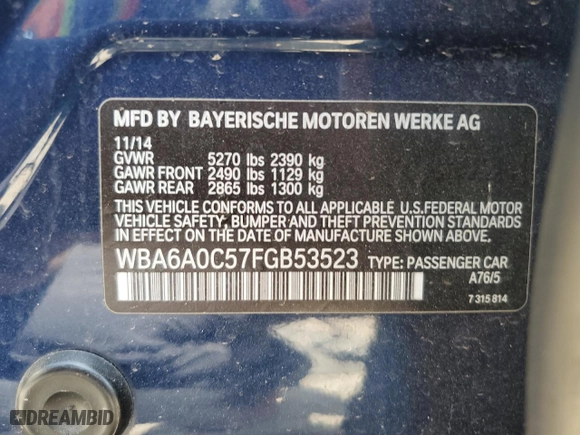 MFD BY BAYERISCHE MOTOREN WERKE AG
11/14
GVWR 5270 lbs 2390 kg
GAWR FRONT 2490 lbs 1129 kg
GAWR REAR 2865 lbs 1300 kg
THIS VEHICLE CONFORMS TO ALL APPLICABLE U.S.FEDERAL MOTOR
VEHICLE SAFETY, BUMPER AND THEFT PREVENTION STANDARDS
IN EFFECT ON THE DATE OF MANUFACTURE SHOWN ABOVE.
WBA6A0C57FGB53523 TYPE: PASSENGER CAR
A76/5
7 315 814
DREAMBID